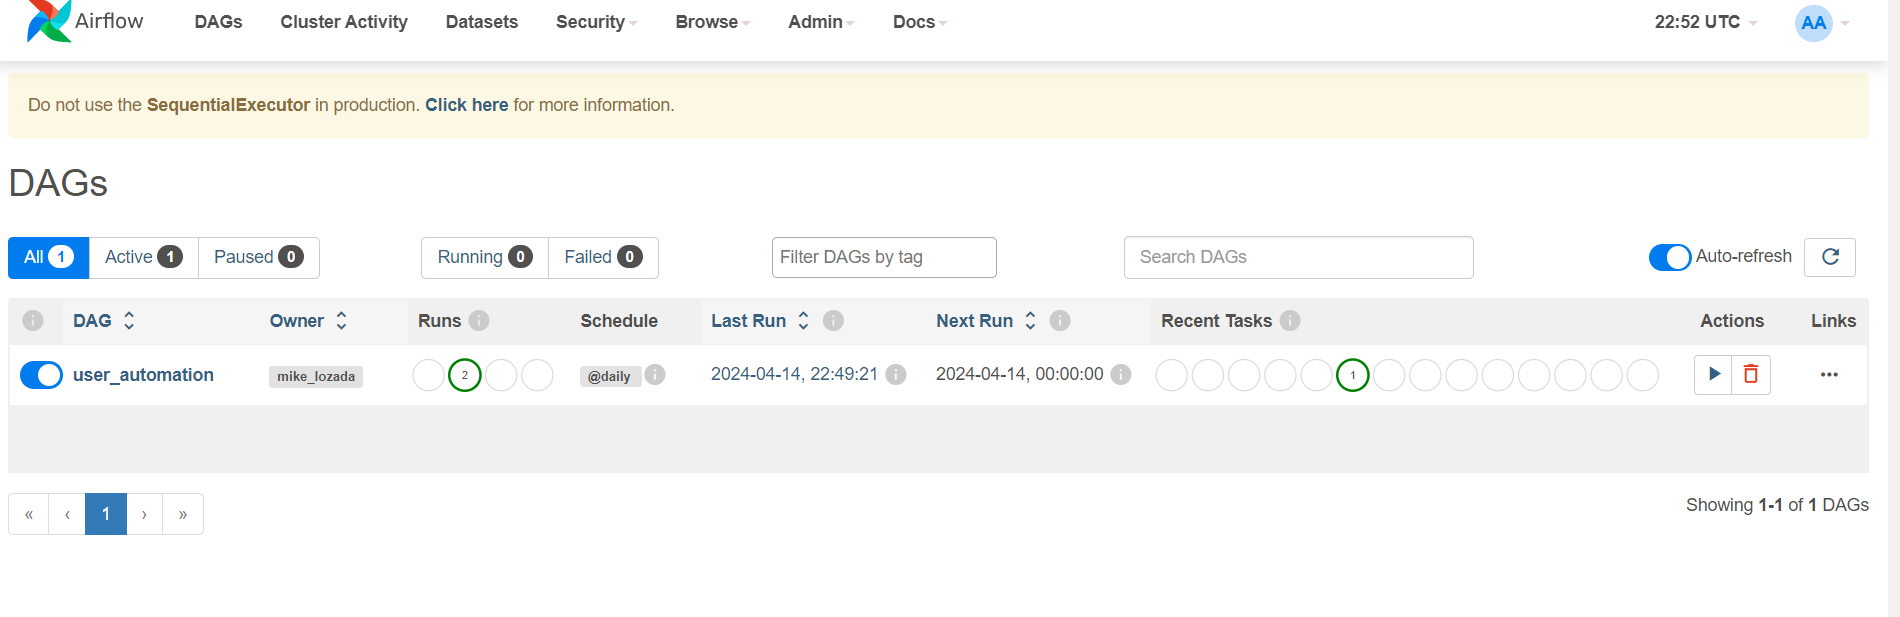 Airflow DAGs Cluster Activity Datasets Security Browse Admin Docs 22:52 UTC AA
Do not use the SequentialExecutor in production. Click here for more information.
DAGs
All 1 Active 1 Paused 0 Running 0 Failed 0 Filter DAGs by tag Search DAGs Auto-refresh
i DAG Owner Runs i Schedule Last Run i Next Run i Recent Tasks i Actions Links
user_automation mike_lozada 2 @daily i 2024-04-14, 22:49:21 i 2024-04-14, 00:00:00 i 1 ...
« ‹ 1 › » Showing 1-1 of 1 DAGs